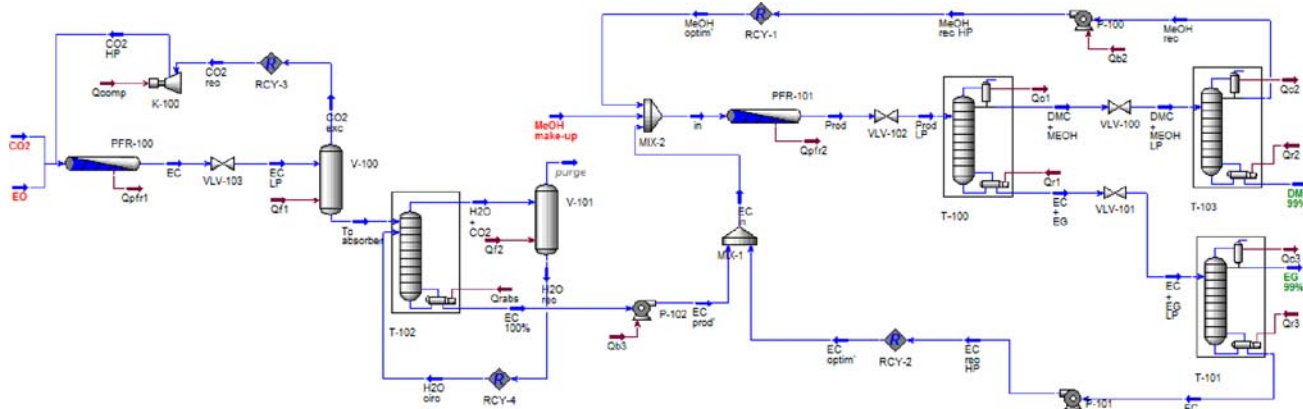 CO2
HP
Qcomp
K-100
CO2
rec
RCY-3
CO2
exc
CO2
EO
PFR-100
Qpfr1
EC
VLV-103
EC
LP
V-100
Qf1
To
absorber
H2O
+
CO2
Qf2
purge
V-101
H2O
rec
Qrabs
T-102
EC
100%
H2O
circ
RCY-4
P-102
Qb3
EC
prod'
MeOH
optim'
RCY-1
MeOH
rec HP
P-100
Qb2
MeOH
rec
MeOH
make-up
MIX-2
in
PFR-101
Qpfr2
Prod
VLV-102
Prod
LP
T-100
Qc1
DMC
+
MEOH
VLV-100
DMC
+
MEOH
LP
Qc2
Qr2
T-103
DM
99%
Qr1
EC
+
EG
VLV-101
EC
+
EG
LP
Qc3
EG
99%
Qr3
T-101
MIX-1
EC
optim'
RCY-2
EC
rec
HP
P-101
EC